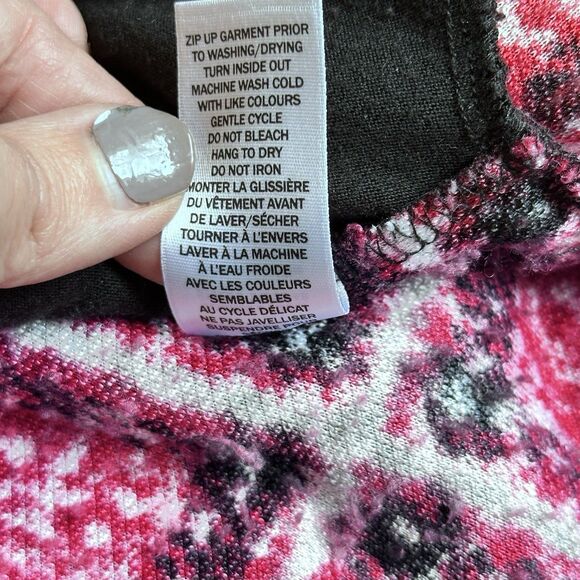 ZIP UP GARMENT PRIOR
TO WASHING/DRYING
TURN INSIDE OUT
MACHINE WASH COLD
WITH LIKE COLOURS
GENTLE CYCLE
DO NOT BLEACH
HANG TO DRY
DO NOT IRON
MONTER LA GLISSIÈRE
DU VÊTEMENT AVANT
DE LAVER/SÉCHER
TOURNER À L'ENVERS
LAVER À LA MACHINE
À L'EAU FROIDE
AVEC LES COULEURS
SEMBLABLES
AU CYCLE DÉLICAT
NE PAS JAVELLISER
SUSPENDRE POUR